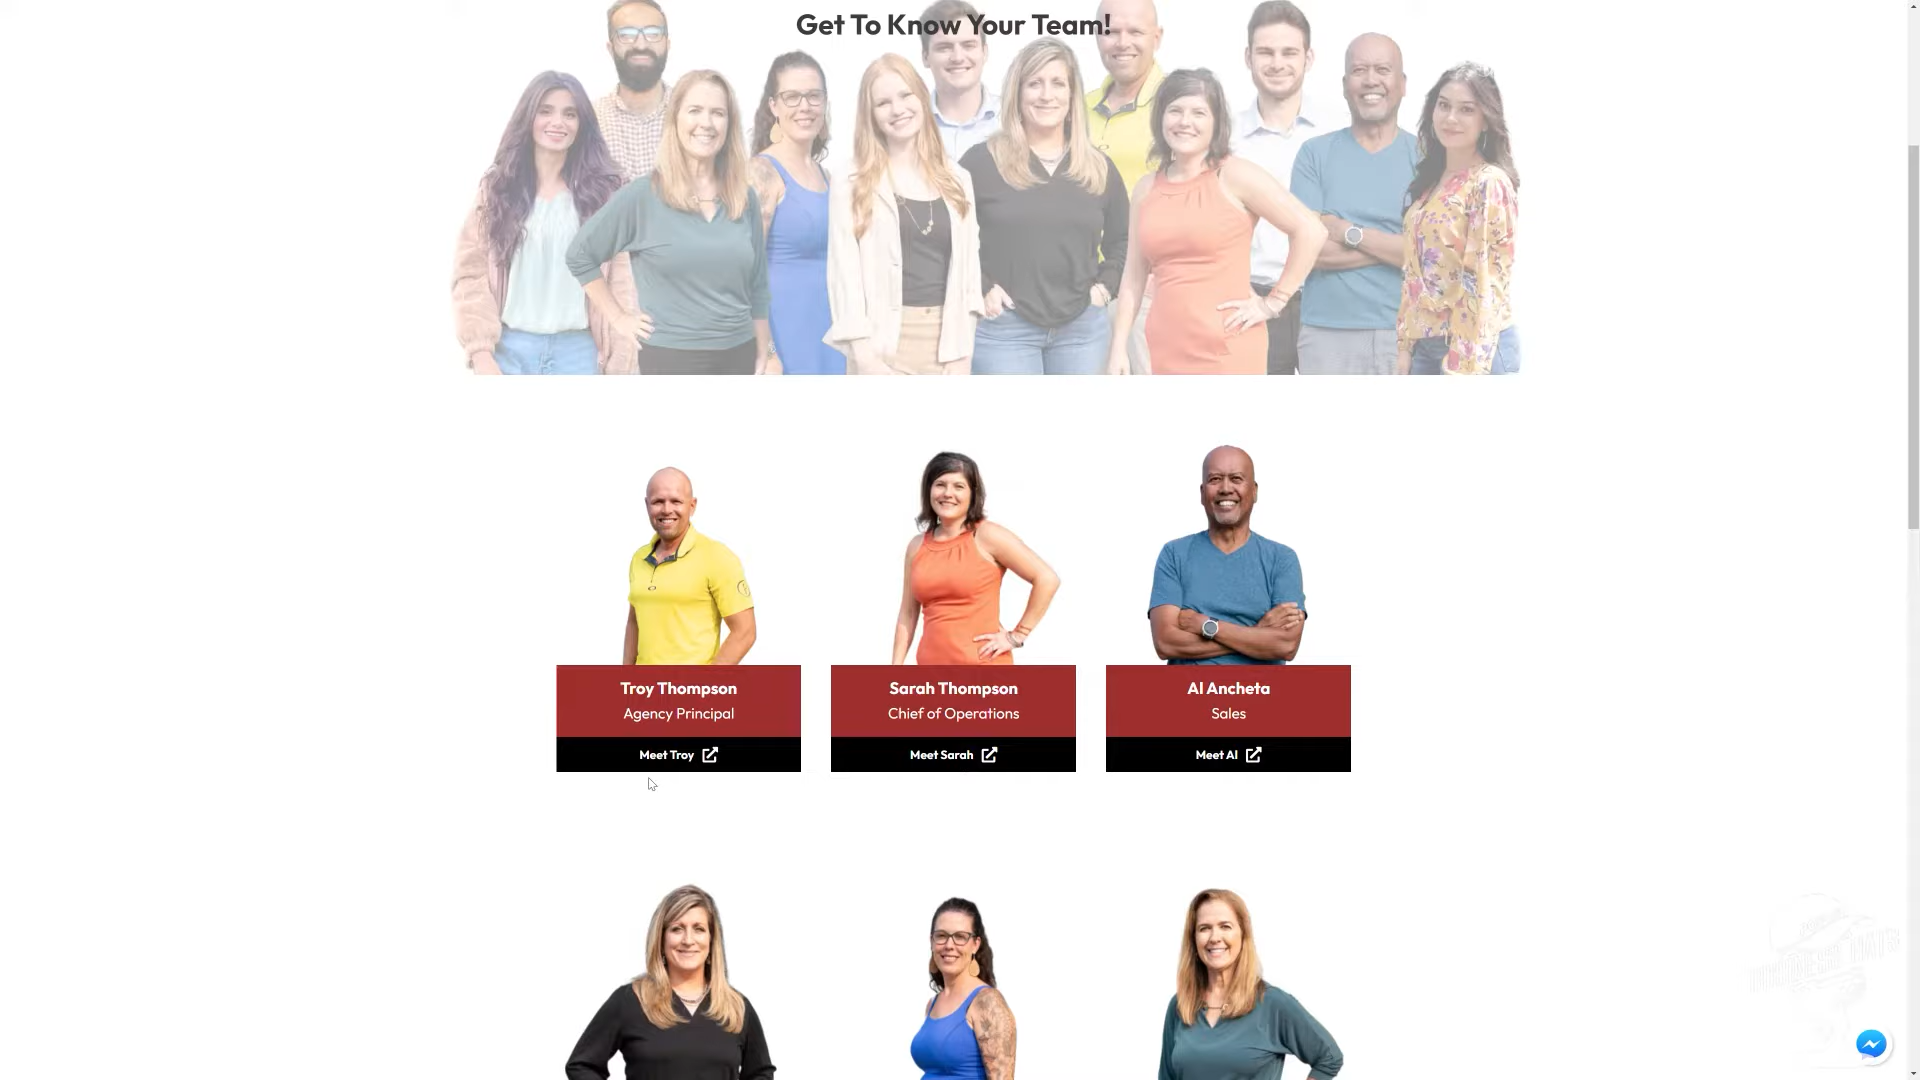 Get To Know Your Team!
Troy Thompson
Agency Principal
Meet Troy
Sarah Thompson
Chief of Operations
Meet Sarah
Al Ancheta
Sales
Meet Al